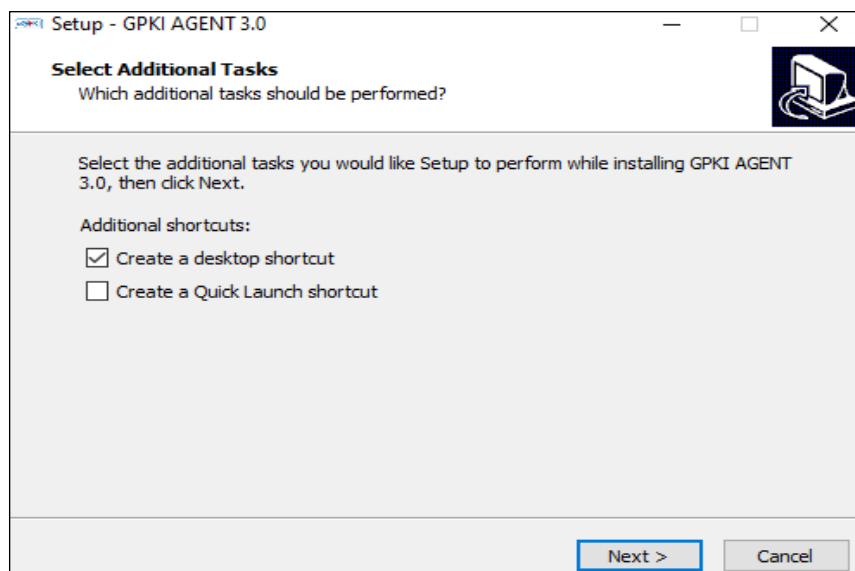 Setup - GPKI AGENT 3.0
Select Additional Tasks
Which additional tasks should be performed?
Select the additional tasks you would like Setup to perform while installing GPKI AGENT
3.0, then click Next.
Additional shortcuts:
Create a desktop shortcut
Create a Quick Launch shortcut
Next >
Cancel